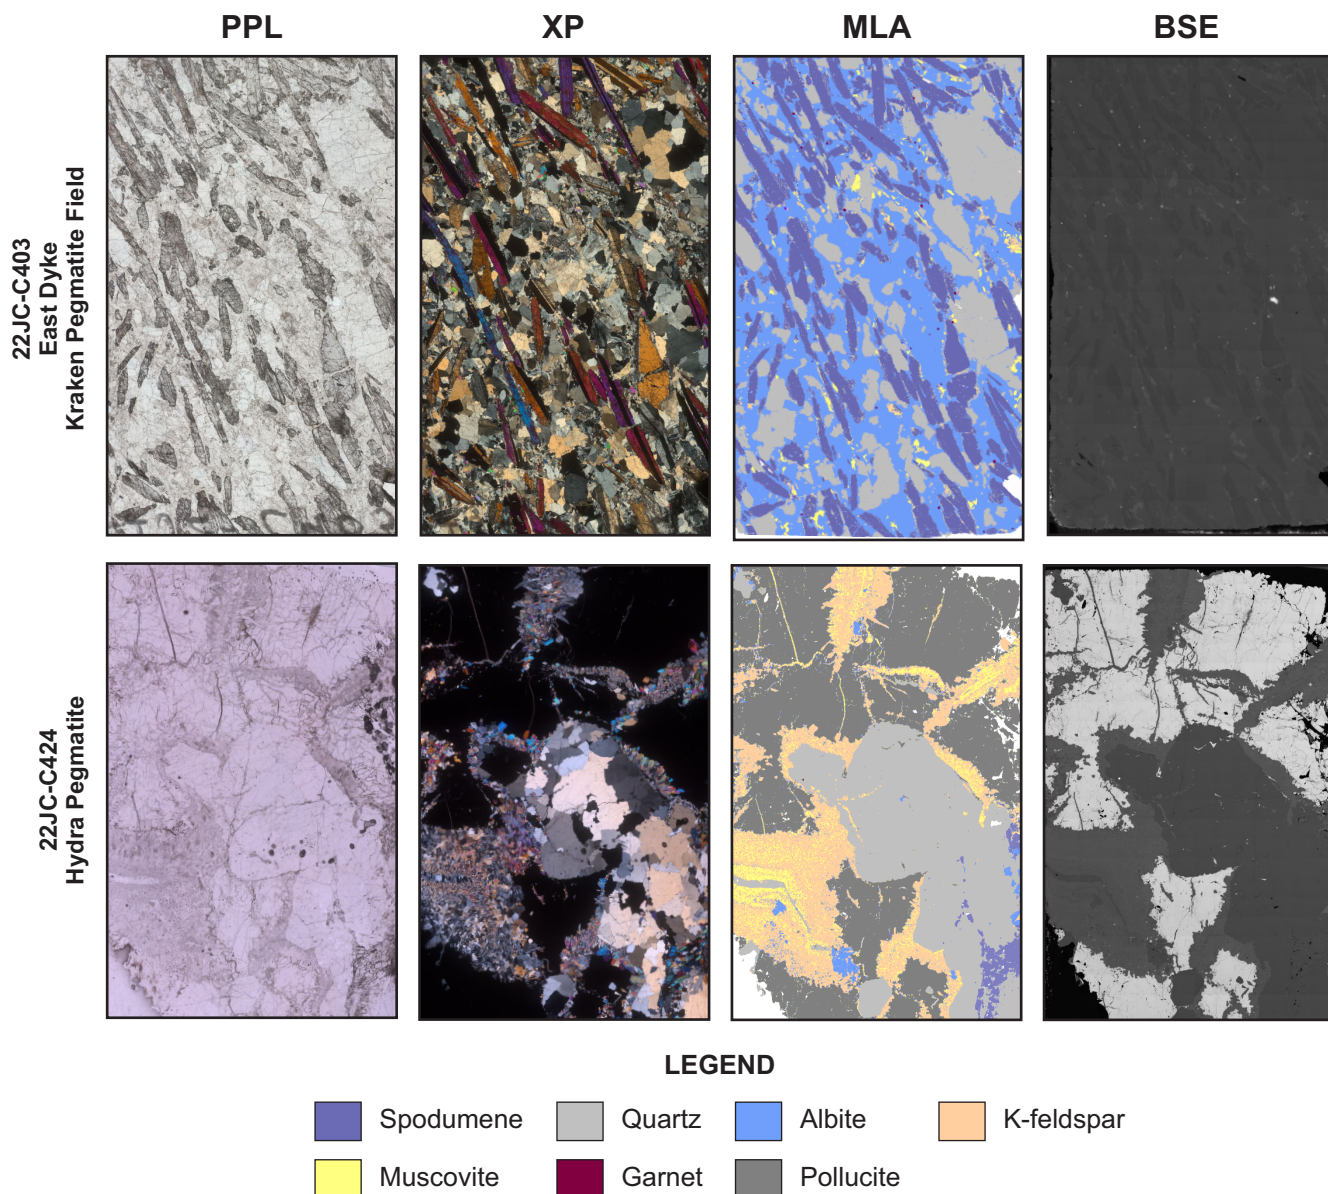 PPL
XP
MLA
BSE
22JC-C403
East Dyke
Kraken Pegmatite Field
22JC-C424
Hydra Pegmatite
LEGEND
Spodumene
Quartz
Albite
K-feldspar
Muscovite
Garnet
Pollucite